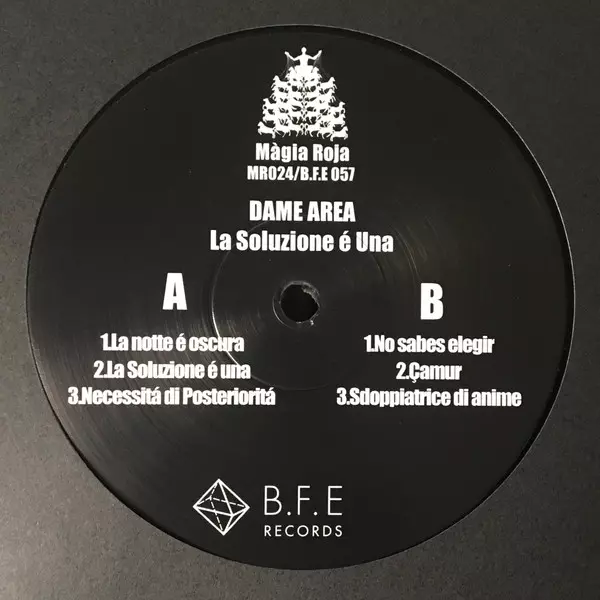 Màgia Roja
MR024/B.F.E 057
DAME AREA
La Soluzione é Una
A
1.La notte é oscura
2.La Soluzione é una
3.Necessitá di Posterioritá
B
1.No sabes elegir
2.Çamur
3.Sdoppiatrice di anime
B.F.E
RECORDS